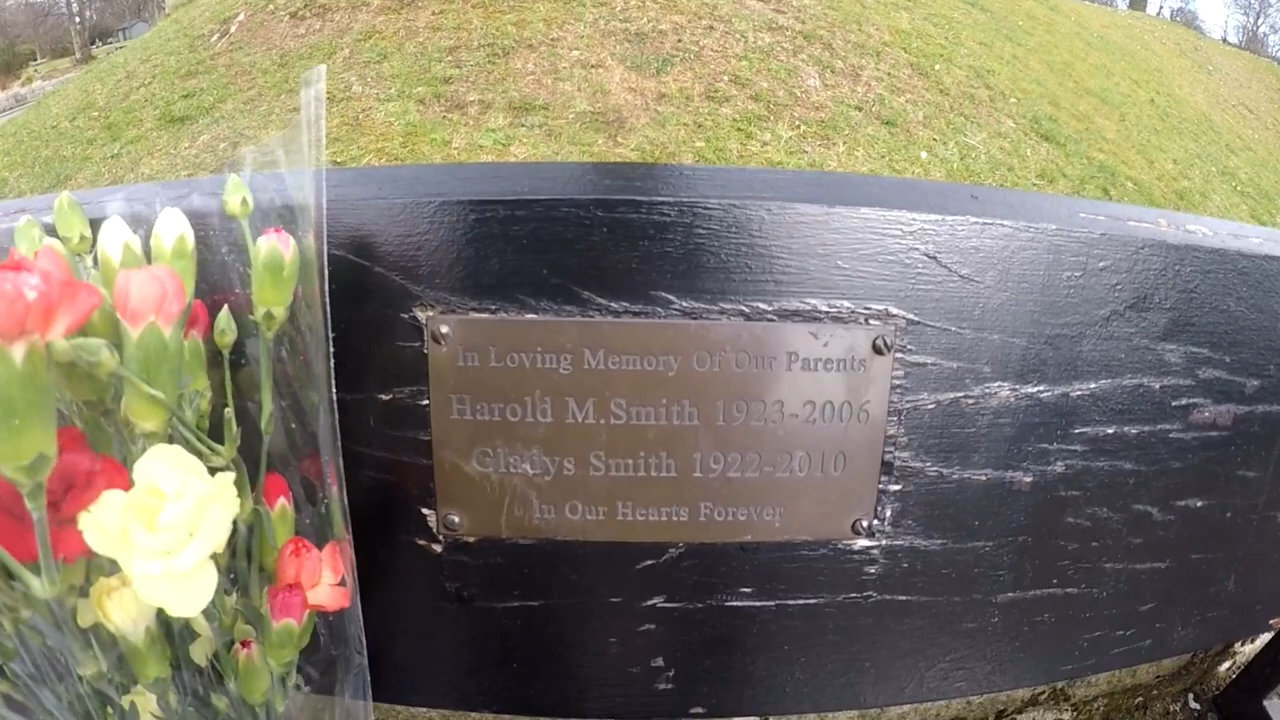 In Loving Memory Of Our Parents
Harold M.Smith 1923-2006
Gladys Smith 1922-2010
In Our Hearts Forever